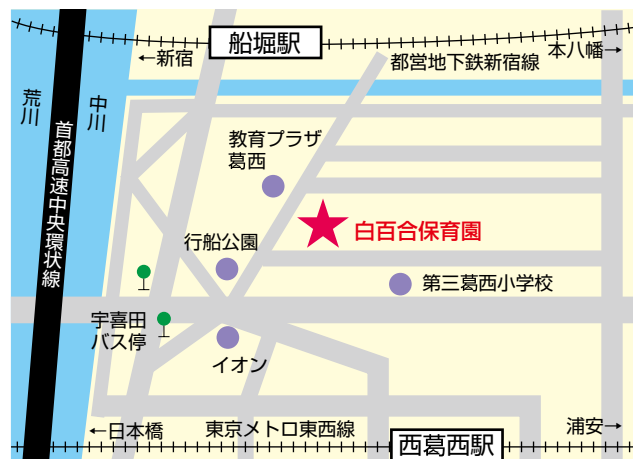 船堀駅
←新宿
都営地下鉄新宿線
本八幡→
荒川
中川
首都高速中央環状線
教育プラザ
葛西
白百合保育園
行船公園
第三葛西小学校
宇喜田
バス停
イオン
←日本橋
東京メトロ東西線
西葛西駅
浦安→